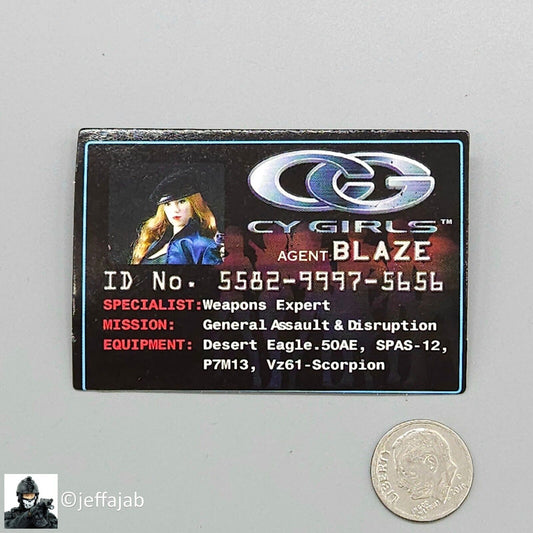 CG
CY GIRLS™
AGENT:BLAZE
ID No. 5582-9997-5656
SPECIALIST:Weapons Expert
MISSION: General Assault & Disruption
EQUIPMENT: Desert Eagle.50AE, SPAS-12,
P7M13, Vz61-Scorpion
LIBERTY
©jeffajab